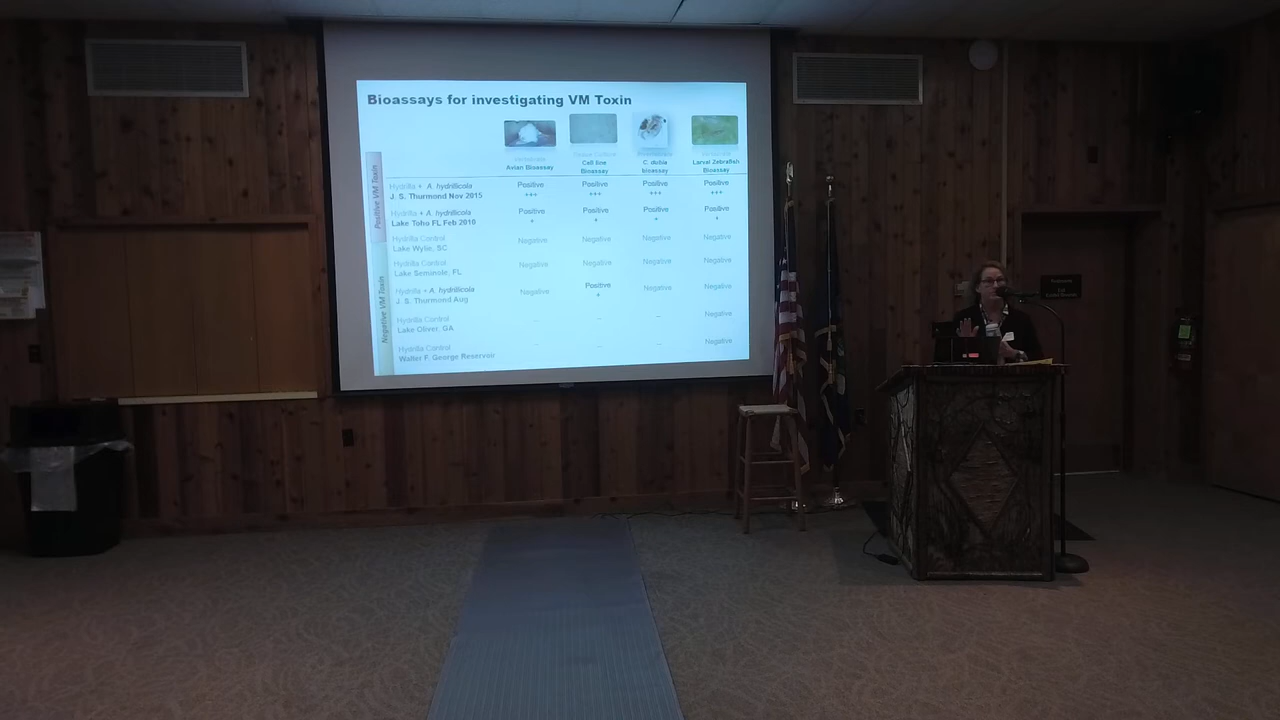 Bioassays for investigating VM Toxin
Avian Bioassay
Tissue Culture
Cell line
Bioassay
C. dubia
bioassay
Larval Zebrafish
Bioassay
Positive VM Toxin
Hydrilla + A. hydrillicola
J. S. Thurmond Nov 2015
Positive
+++
Positive
+++
Positive
+++
Positive
+++
Hydrilla + A. hydrillicola
Lake Toho FL Feb 2010
Positive
+
Positive
+
Positive
+
Positive
+
Negative VM Toxin
Hydrilla Control
Lake Wylie, SC
Negative
Negative
Negative
Negative
Hydrilla Control
Lake Seminole, FL
Negative
Negative
Negative
Negative
Hydrilla + A. hydrillicola
J. S. Thurmond Aug
Negative
Positive
+
Negative
Negative
Hydrilla Control
Lake Oliver, GA
--
--
--
Negative
Hydrilla Control
Walter F. George Reservoir
--
--
--
Negative